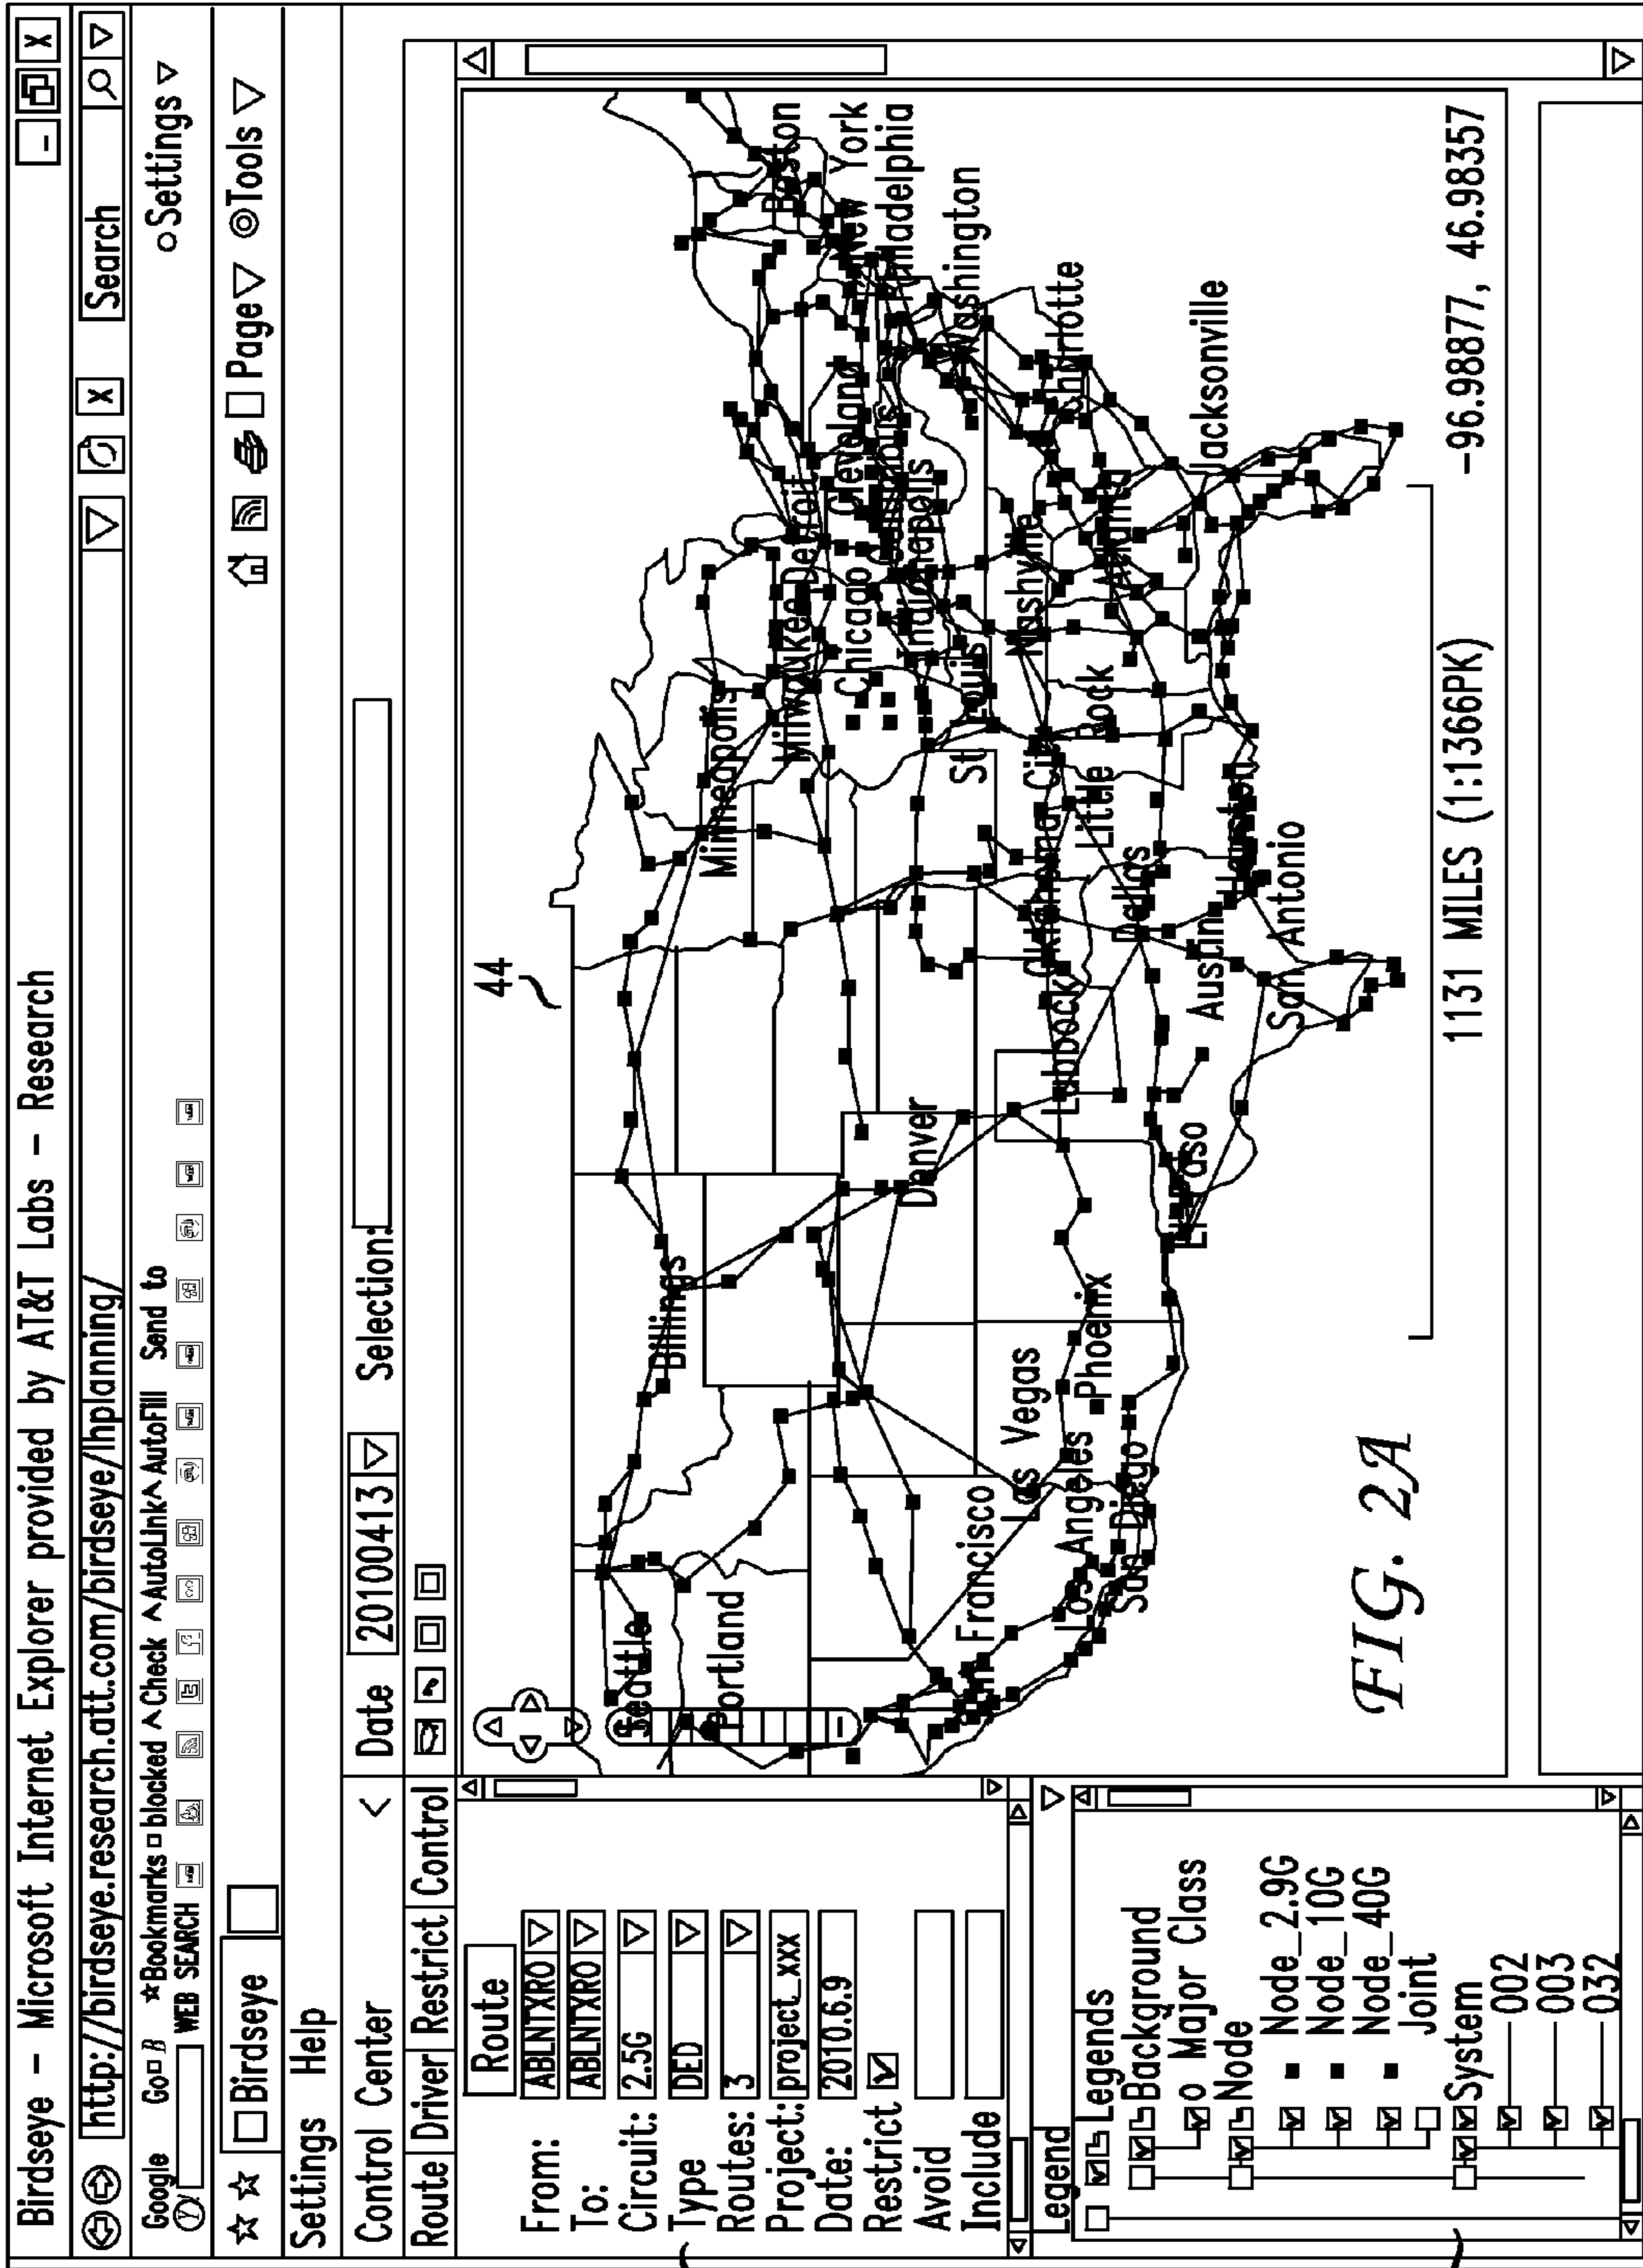 Birdseye – Microsoft Internet Explorer provided by AT&T Labs – Research
- X
http://birdseye.research.att.com/birdseye/lhplanning/
X
Search
Google Go B ☆Bookmarks blocked Check AutoLink AutoFill Send to
Settings
Y! WEB SEARCH
Birdseye
Page Tools
Settings Help
Control Center <
Date 20100413 Selection:
Route Driver Restrict Control
Route
From: ABLNTXRO
To: ABLNTXRO
Circuit: 2.5G
Type DED
Routes: 3
Project: project_xxx
Date: 2010.6.9
Restrict
Avoid
Include
Legend
Legends
Background
o Major Class
Node
Node_2.9G
Node_10G
Node_40G
Joint
System
002
003
032
44
Seattle
Portland
Billings
Minneapolis
Milwaukee
Detroit
Boston
New York
Philadelphia
Washington
Cleveland
Chicago
Columbus
Indianapolis
St Louis
Denver
San Francisco
Las Vegas
Los Angeles
San Diego
Phoenix
El Paso
Lubbock
Oklahoma City
Little Rock
Nashville
Charlotte
Atlanta
Dallas
Austin
Houston
San Antonio
Jacksonville
1131 MILES (1:1366PK)
-96.98877, 46.98357
FIG. 2A